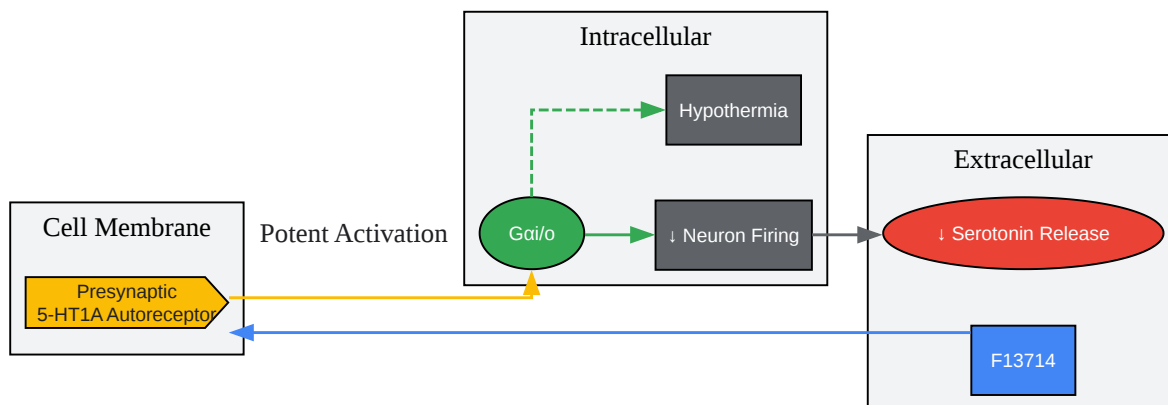 Intracellular
Hypothermia
Extracellular
Cell Membrane
Potent Activation
Gαi/o
↓ Neuron Firing
↓ Serotonin Release
Presynaptic
5-HT1A Autoreceptor
F13714